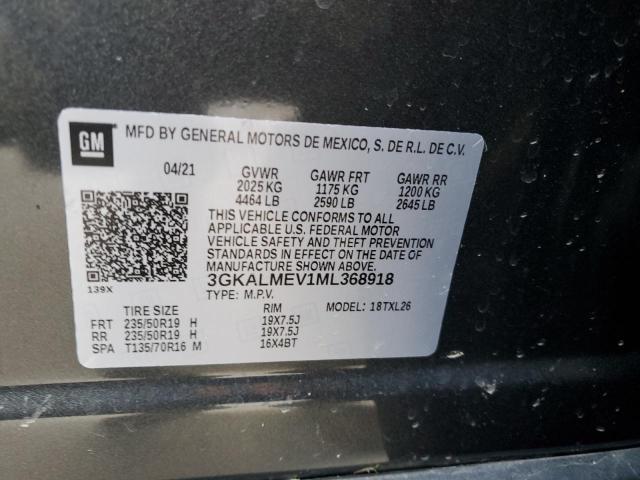 GM
MFD BY GENERAL MOTORS DE MEXICO, S. DE R.L. DE C.V.
04/21 GVWR GAWR FRT GAWR RR
2025 KG 1175 KG 1200 KG
4464 LB 2590 LB 2645 LB
THIS VEHICLE CONFORMS TO ALL
APPLICABLE U.S. FEDERAL MOTOR
VEHICLE SAFETY AND THEFT PREVENTION
STANDARDS IN EFFECT ON THE DATE OF
MANUFACTURE SHOWN ABOVE.
139X 3GKALMEV1ML368918
TYPE: M.P.V.
TIRE SIZE RIM MODEL: 18TXL26
FRT 235/50R19 H 19X7.5J
RR 235/50R19 H 19X7.5J
SPA T135/70R16 M 16X4BT